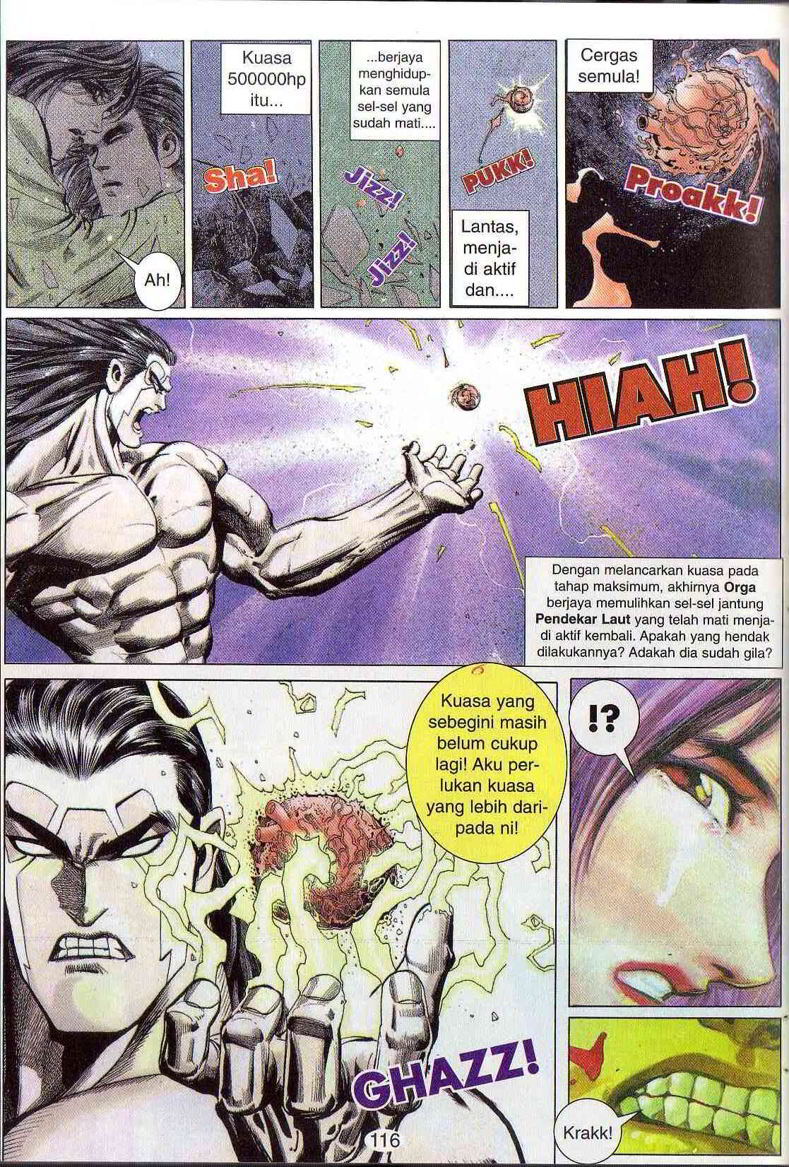 Ah!
Kuasa
500000hp
itu...
Sha!
...berjaya
menghidup-
kan semula
sel-sel yang
sudah mati....
Jizz!
Jizz!
PUKK!
Lantas,
menja-
di aktif
dan....
Cergas
semula!
Proakk!
HIAH!
Dengan melancarkan kuasa pada
tahap maksimum, akhirnya Orga
berjaya memulihkan sel-sel jantung
Pendekar Laut yang telah mati menja-
di aktif kembali. Apakah yang hendak
dilakukannya? Adakah dia sudah gila?
Kuasa yang
sebegini masih
belum cukup
lagi! Aku per-
lukan kuasa
yang lebih dari-
pada ni!
!?
GHAZZ!
Krakk!
116